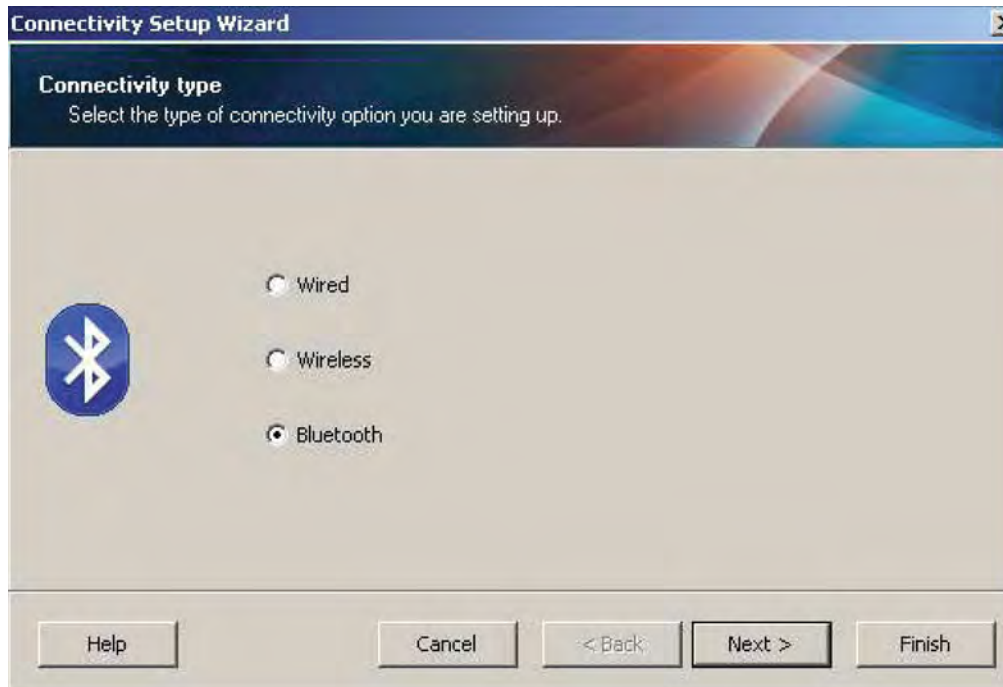 Connectivity Setup Wizard
Connectivity type
Select the type of connectivity option you are setting up.
Wired
Wireless
Bluetooth
Help
Cancel
< Back
Next >
Finish